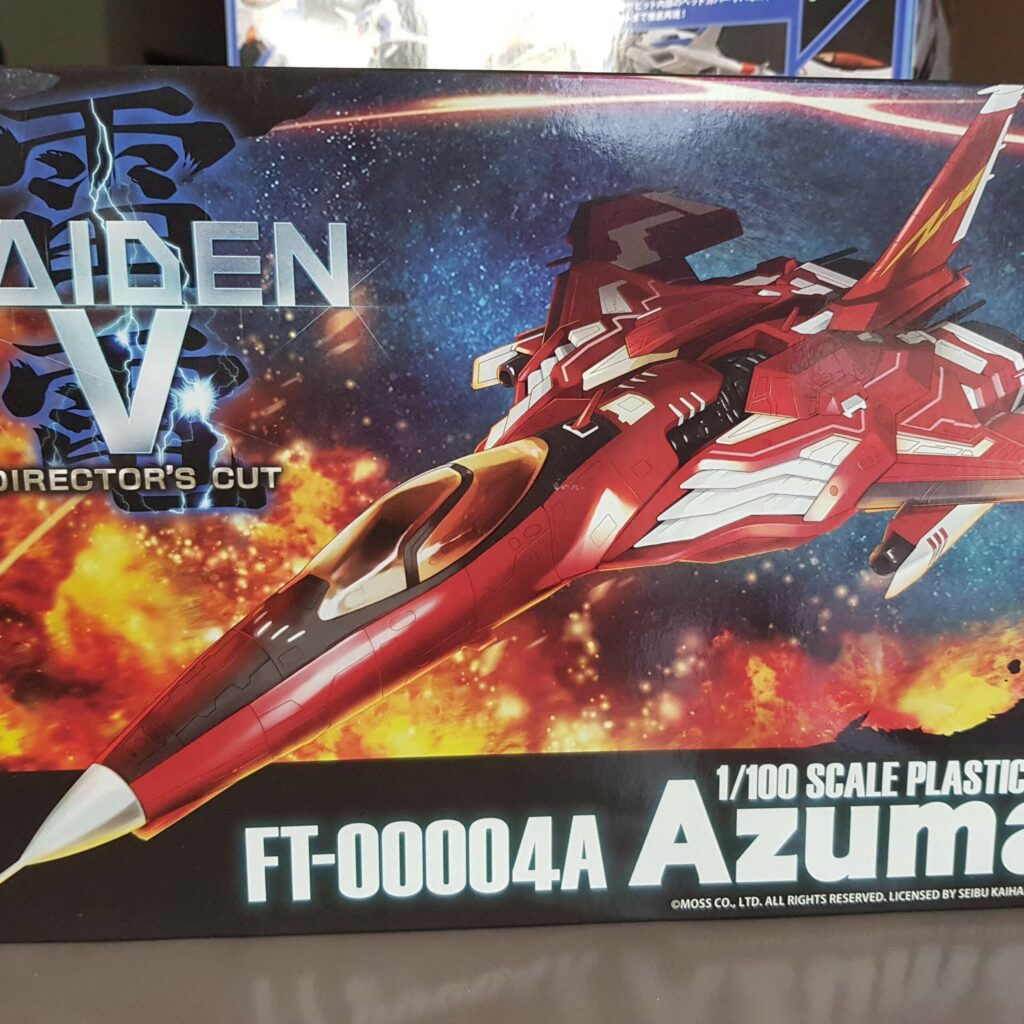 AIDEN
V
DIRECTOR'S CUT
1/100 SCALE PLASTIC
FT-00004A Azuma
©MOSS CO., LTD. ALL RIGHTS RESERVED. LICENSED BY SEIBU KAIHA